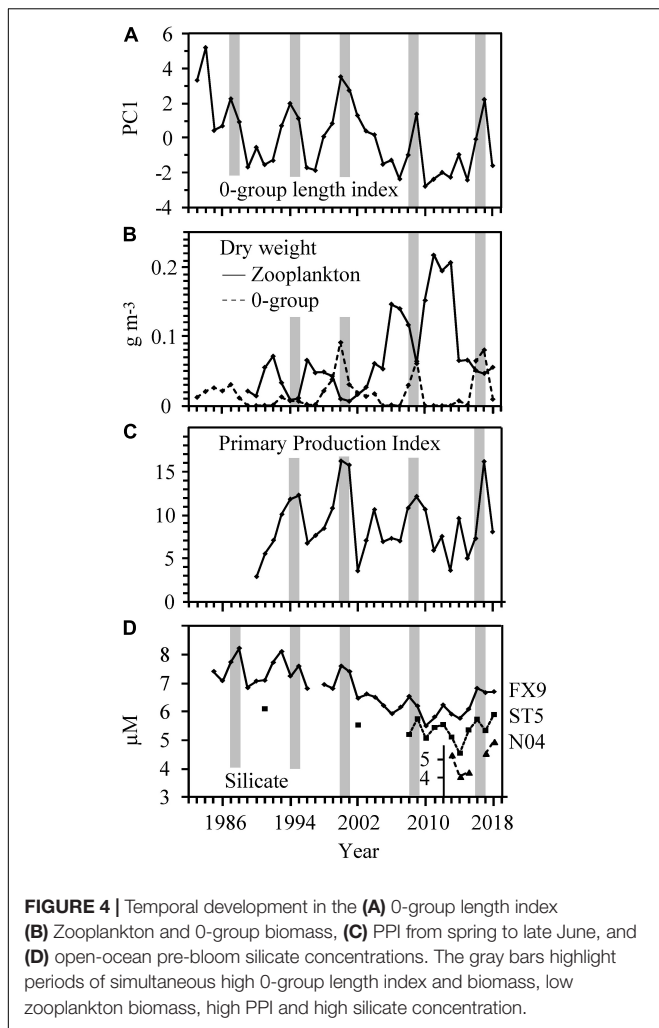 A
6
4
2
0
-2
-4
PC1
0-group length index
B
Dry weight
Zooplankton
0-group
0.2
0.1
0
g m-3
C
Primary Production Index
15
10
5
0
D
8
7
6
5
4
3
µM
FX9
ST5
N04
5
4
Silicate
1986 1994 2002 2010 2018
Year
FIGURE 4 | Temporal development in the (A) 0-group length index
(B) Zooplankton and 0-group biomass, (C) PPI from spring to late June, and
(D) open-ocean pre-bloom silicate concentrations. The gray bars highlight
periods of simultaneous high 0-group length index and biomass, low
zooplankton biomass, high PPI and high silicate concentration.